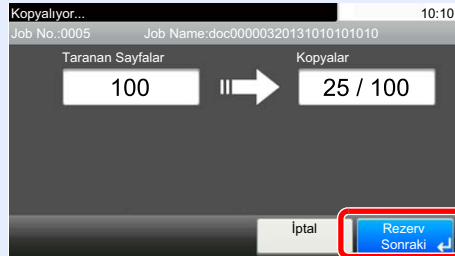 Kopyalıyor... 10:10
Job No.:0005 Job Name:doc00000320131010101010
Taranan Sayfalar Kopyalar
100 25 / 100
İptal Rezerv
Sonraki